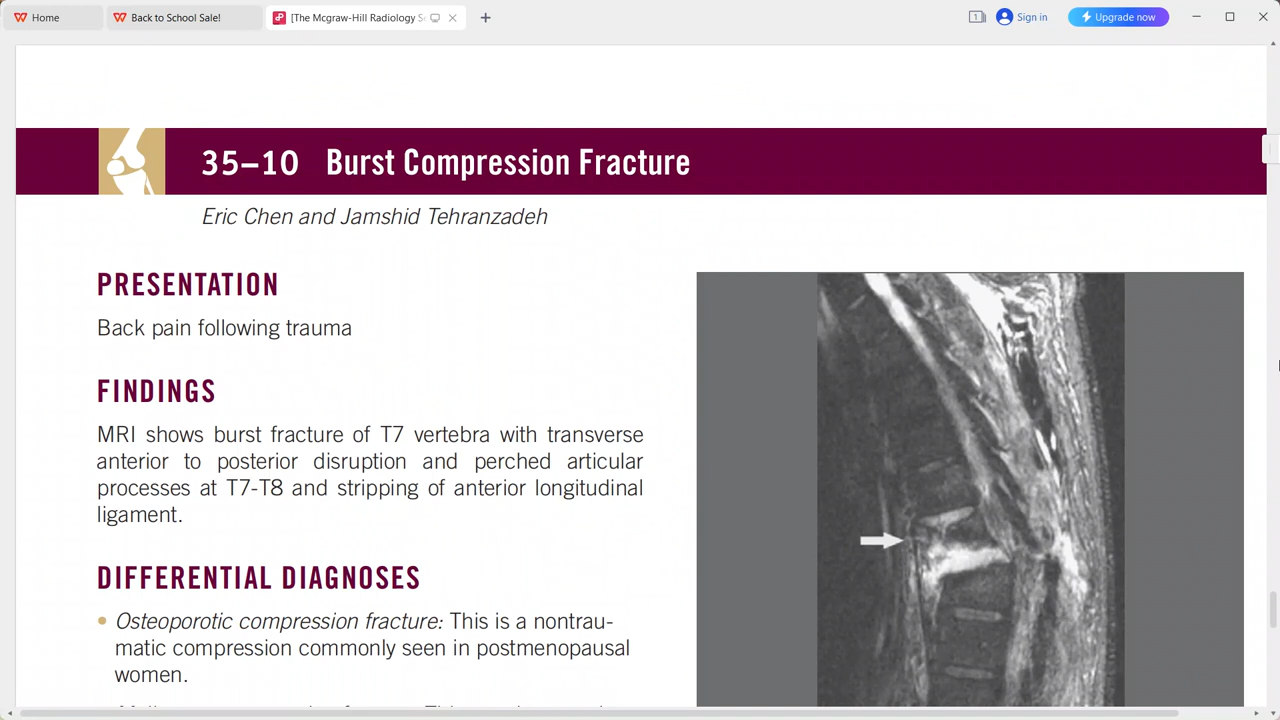 Home
Back to School Sale!
[The Mcgraw-Hill Radiology S
1
Sign in
Upgrade now
35–10 Burst Compression Fracture
Eric Chen and Jamshid Tehranzadeh
PRESENTATION
Back pain following trauma
FINDINGS
MRI shows burst fracture of T7 vertebra with transverse
anterior to posterior disruption and perched articular
processes at T7-T8 and stripping of anterior longitudinal
ligament.
DIFFERENTIAL DIAGNOSES
• Osteoporotic compression fracture: This is a nontrau-
matic compression commonly seen in postmenopausal
women.